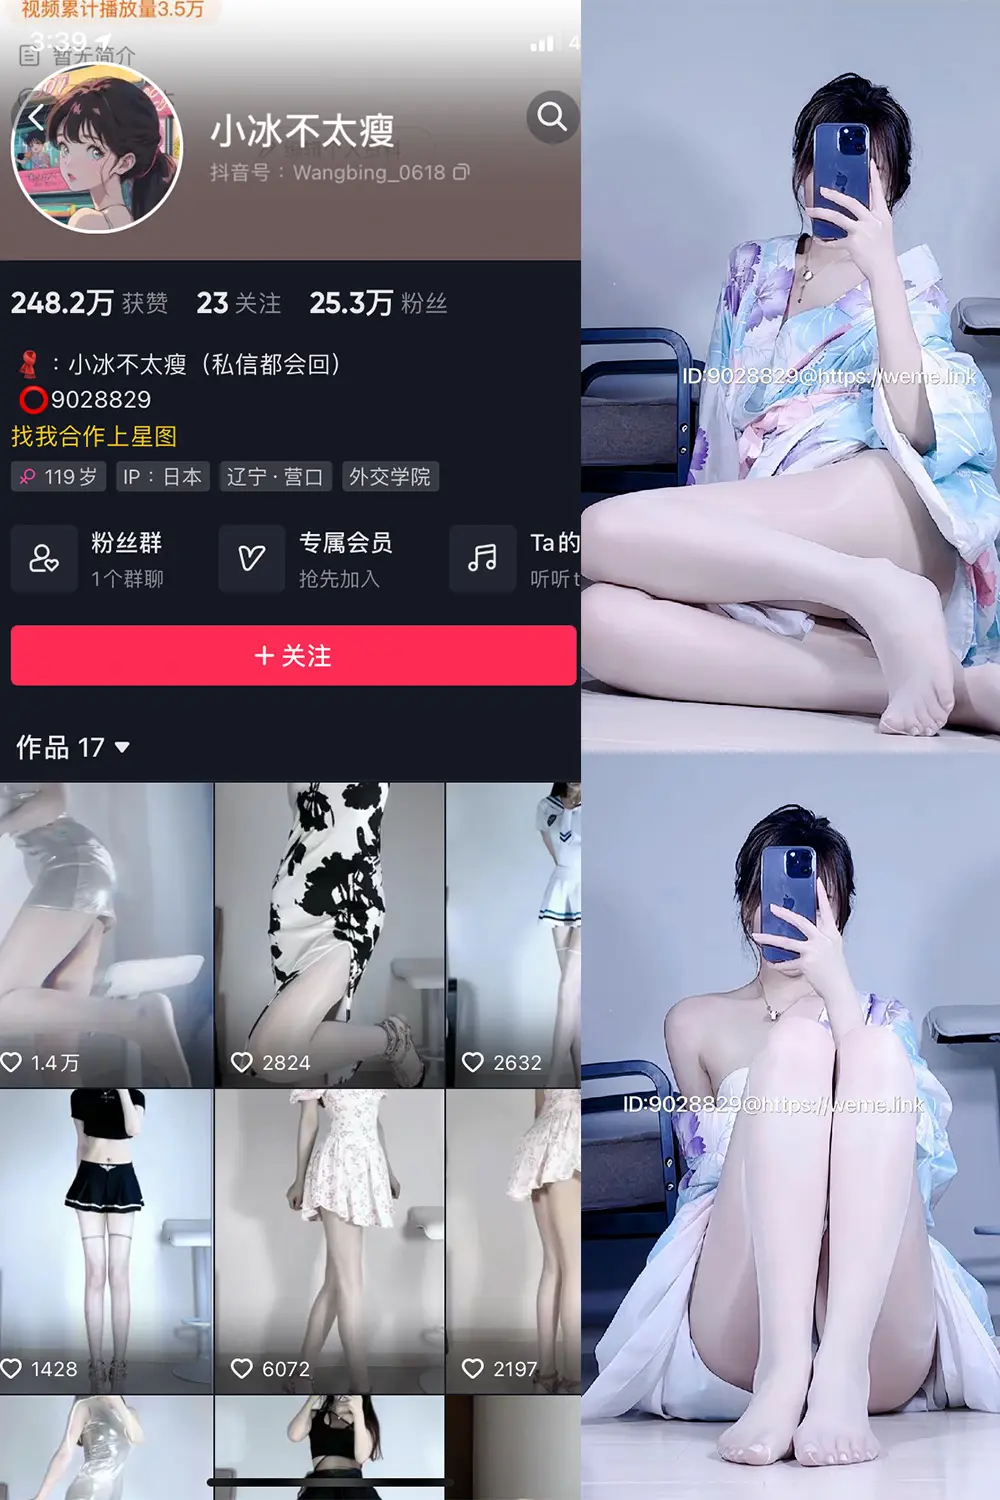 视频累计播放量3.5万
3:39
4
暂无简介
小冰不太瘦
抖音号：Wangbing_0618
248.2万 获赞 23 关注 25.3万 粉丝
：小冰不太瘦（私信都会回）
9028829
找我合作上星图
119岁 IP：日本 辽宁·营口 外交学院
粉丝群 专属会员 Ta的
1个群聊 抢先加入 听听t
+ 关注
作品 17
1.4万 2824 2632
1428 6072 2197
ID:9028829@https://weme.link
ID:9028829@https://weme.link